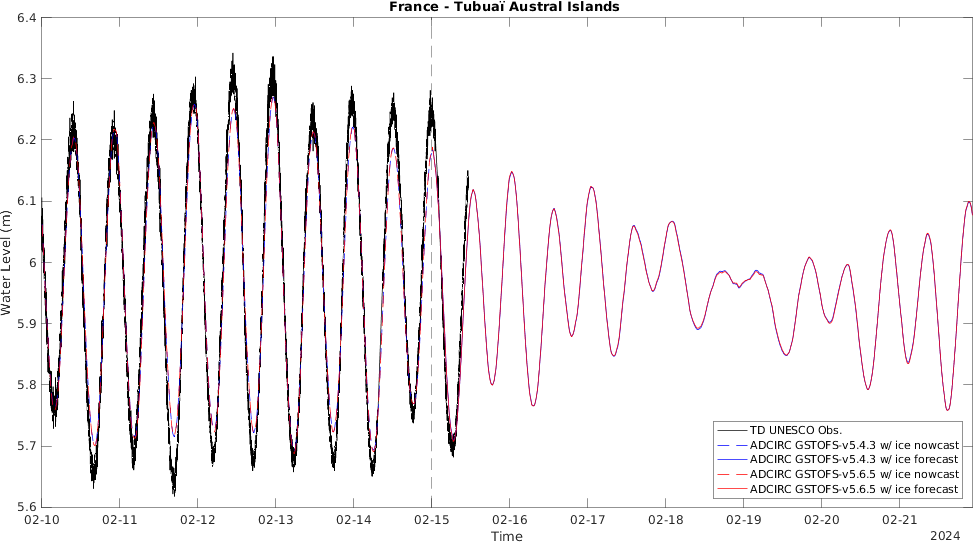 France - Tubuaï Austral Islands
6.4
6.3
6.2
6.1
6
5.9
5.8
5.7
5.6
Water Level (m)
TD UNESCO Obs.
ADCIRC GSTOFS-v5.4.3 w/ ice nowcast
ADCIRC GSTOFS-v5.4.3 w/ ice forecast
ADCIRC GSTOFS-v5.6.5 w/ ice nowcast
ADCIRC GSTOFS-v5.6.5 w/ ice forecast
02-10 02-11 02-12 02-13 02-14 02-15 02-16 02-17 02-18 02-19 02-20 02-21
Time
2024